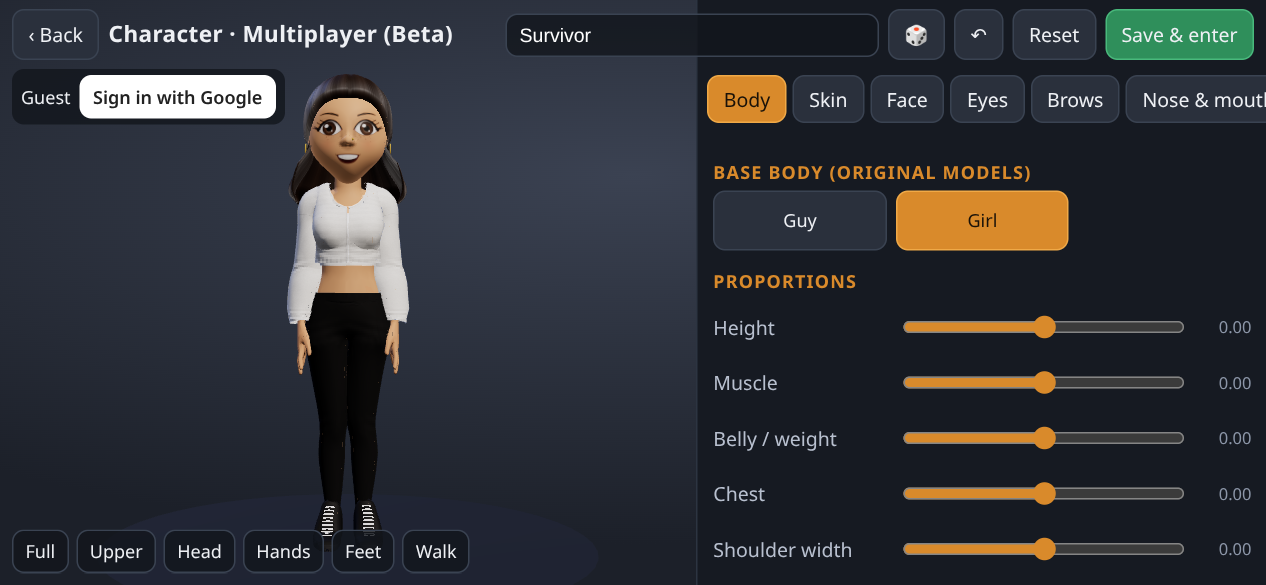 ‹ Back
Character · Multiplayer (Beta)
Survivor
Reset
Save & enter
Guest
Sign in with Google
Body
Skin
Face
Eyes
Brows
Nose & mouth
BASE BODY (ORIGINAL MODELS)
Guy
Girl
PROPORTIONS
Height 0.00
Muscle 0.00
Belly / weight 0.00
Chest 0.00
Shoulder width 0.00
Full
Upper
Head
Hands
Feet
Walk